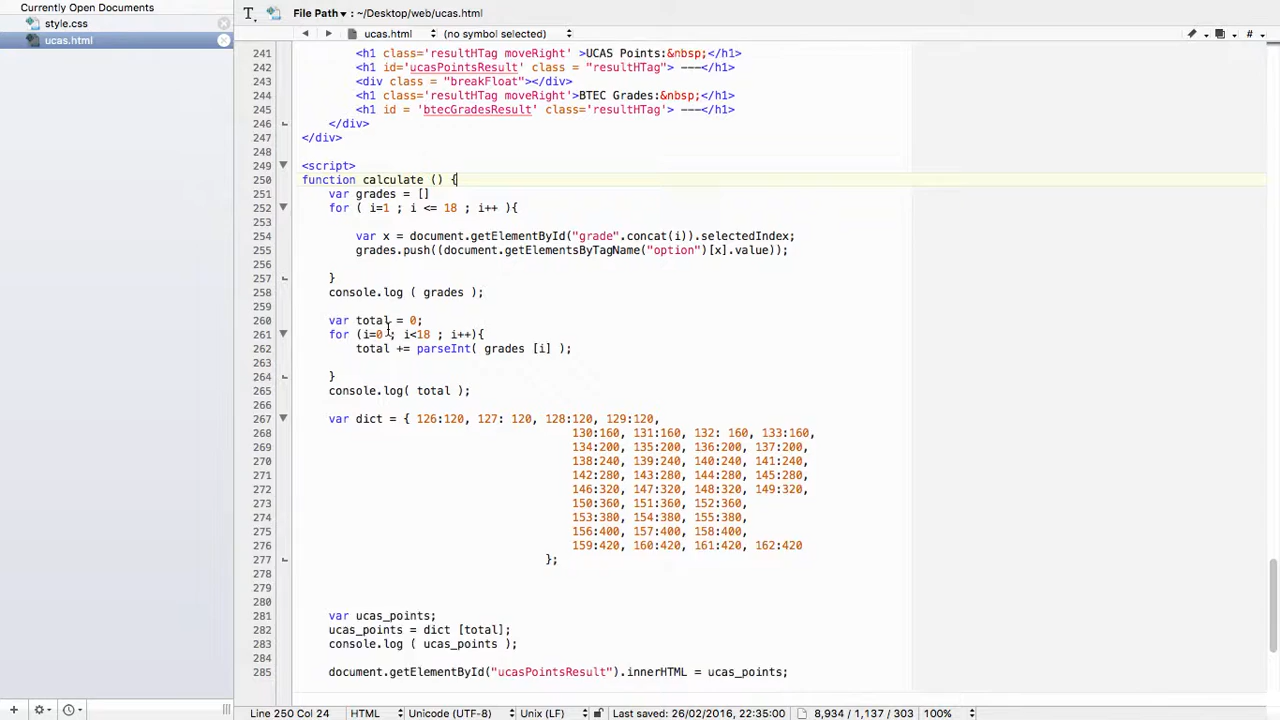 Currently Open Documents
style.css
ucas.html
File Path ▾ : ~/Desktop/web/ucas.html
ucas.html (no symbol selected)
241 <h1 class='resultHTag moveRight' >UCAS Points:&nbsp;</h1>
242 <h1 id='ucasPointsResult' class = "resultHTag"> ---</h1>
243 <div class = "breakFloat"></div>
244 <h1 class='resultHTag moveRight'>BTEC Grades:&nbsp;</h1>
245 <h1 id = 'btecGradesResult' class='resultHTag'> ---</h1>
246 </div>
247 </div>
248
249 <script>
250 function calculate () {
251 var grades = []
252 for ( i=1 ; i <= 18 ; i++ ){
253
254 var x = document.getElementById("grade".concat(i)).selectedIndex;
255 grades.push((document.getElementsByTagName("option")[x].value));
256
257 }
258 console.log ( grades );
259
260 var total = 0;
261 for (i=0 ; i<18 ; i++){
262 total += parseInt( grades [i] );
263
264 }
265 console.log( total );
266
267 var dict = { 126:120, 127: 120, 128:120, 129:120,
268 130:160, 131:160, 132: 160, 133:160,
269 134:200, 135:200, 136:200, 137:200,
270 138:240, 139:240, 140:240, 141:240,
271 142:280, 143:280, 144:280, 145:280,
272 146:320, 147:320, 148:320, 149:320,
273 150:360, 151:360, 152:360,
274 153:380, 154:380, 155:380,
275 156:400, 157:400, 158:400,
276 159:420, 160:420, 161:420, 162:420
277 };
278
279
280
281 var ucas_points;
282 ucas_points = dict [total];
283 console.log ( ucas_points );
284
285 document.getElementById("ucasPointsResult").innerHTML = ucas_points;
Line 250 Col 24 HTML Unicode (UTF-8) Unix (LF) Last saved: 26/02/2016, 22:35:00 8,934 / 1,137 / 303 100%